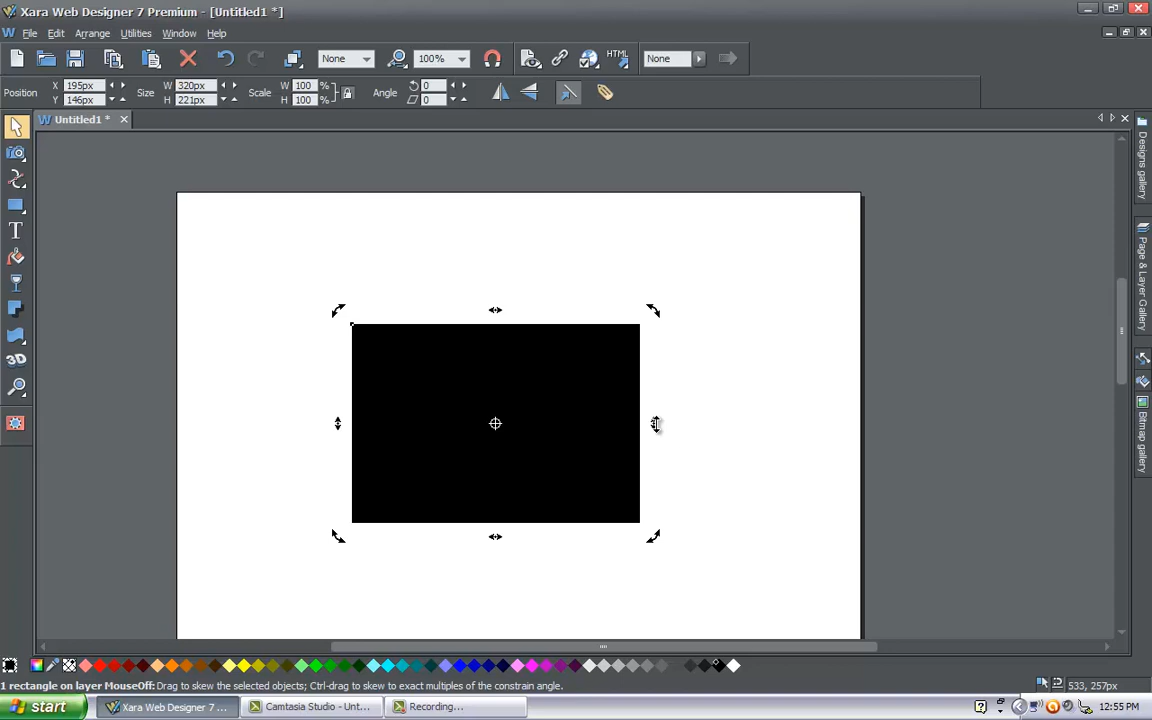 Xara Web Designer 7 Premium - [Untitled1 *]
File Edit Arrange Utilities Window Help
None 100% HTML None
Position X 195px Y 146px Size W 320px H 221px Scale W 100 % H 100 % Angle 0 0
Untitled1 *
Designs gallery
Page & Layer Gallery
Bitmap gallery
T
3D
1 rectangle on layer MouseOff: Drag to skew the selected objects; Ctrl-drag to skew to exact multiples of the constrain angle.
533, 257px
start Xara Web Designer 7 ... Camtasia Studio - Unt... Recording... 12:55 PM